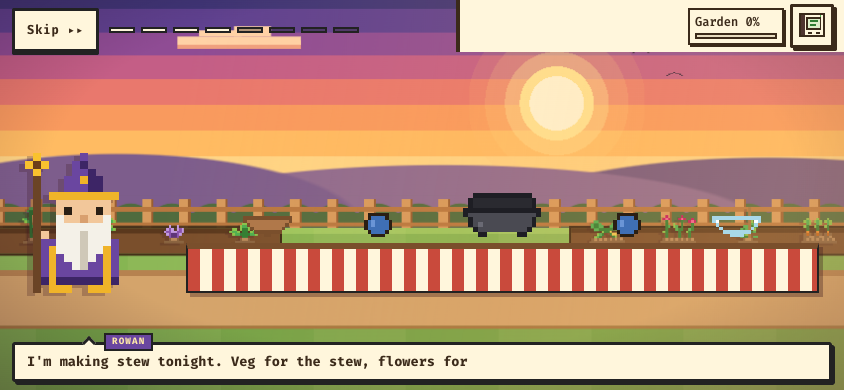 Skip ▸▸
Garden 0%
ROWAN
I'm making stew tonight. Veg for the stew, flowers for